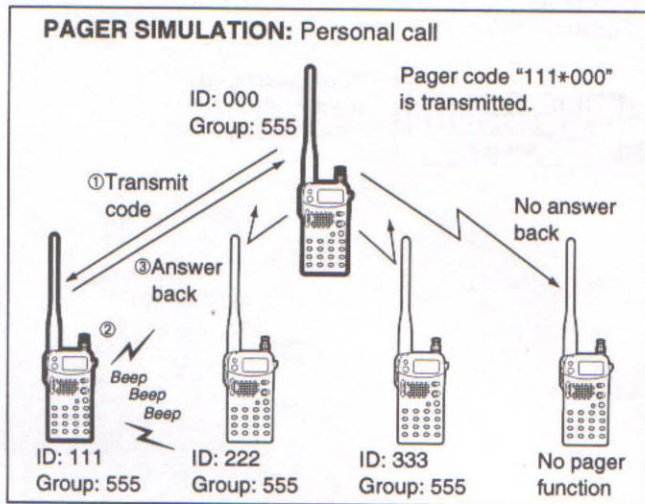 PAGER SIMULATION: Personal call
Pager code “111*000”
is transmitted.
ID: 000
Group: 555
①Transmit
code
No answer
back
③Answer
back
②
Beep
Beep
Beep
ID: 111
Group: 555
ID: 222
Group: 555
ID: 333
Group: 555
No pager
function